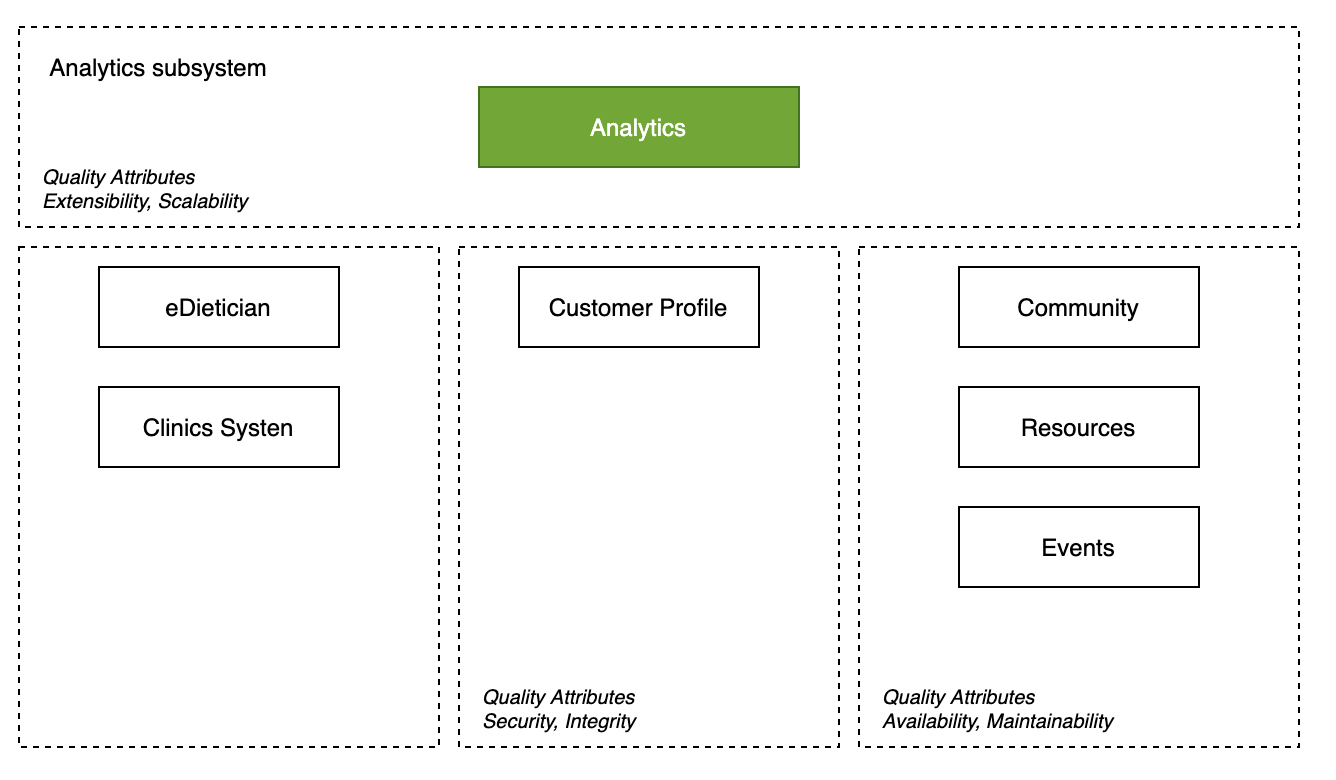 Analytics subsystem
Analytics
Quality Attributes
Extensibility, Scalability
eDietician
Clinics Systen
Customer Profile
Quality Attributes
Security, Integrity
Community
Resources
Events
Quality Attributes
Availability, Maintainability